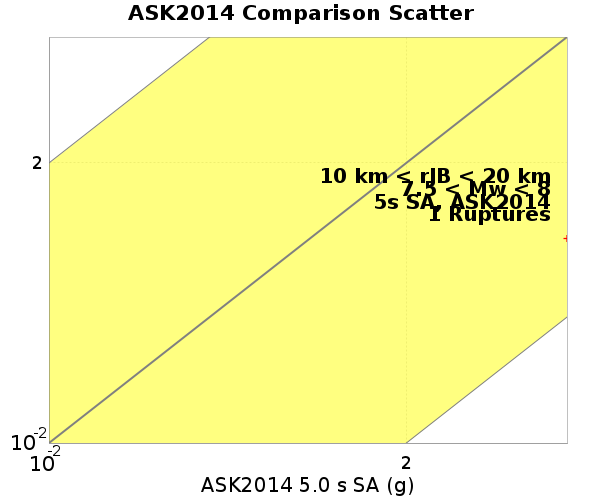 ASK2014 Comparison Scatter
2
10 km < rJB < 20 km
7.5 < Mw < 8
5s SA, ASK2014
1 Ruptures
10-2
10-2
2
ASK2014 5.0 s SA (g)